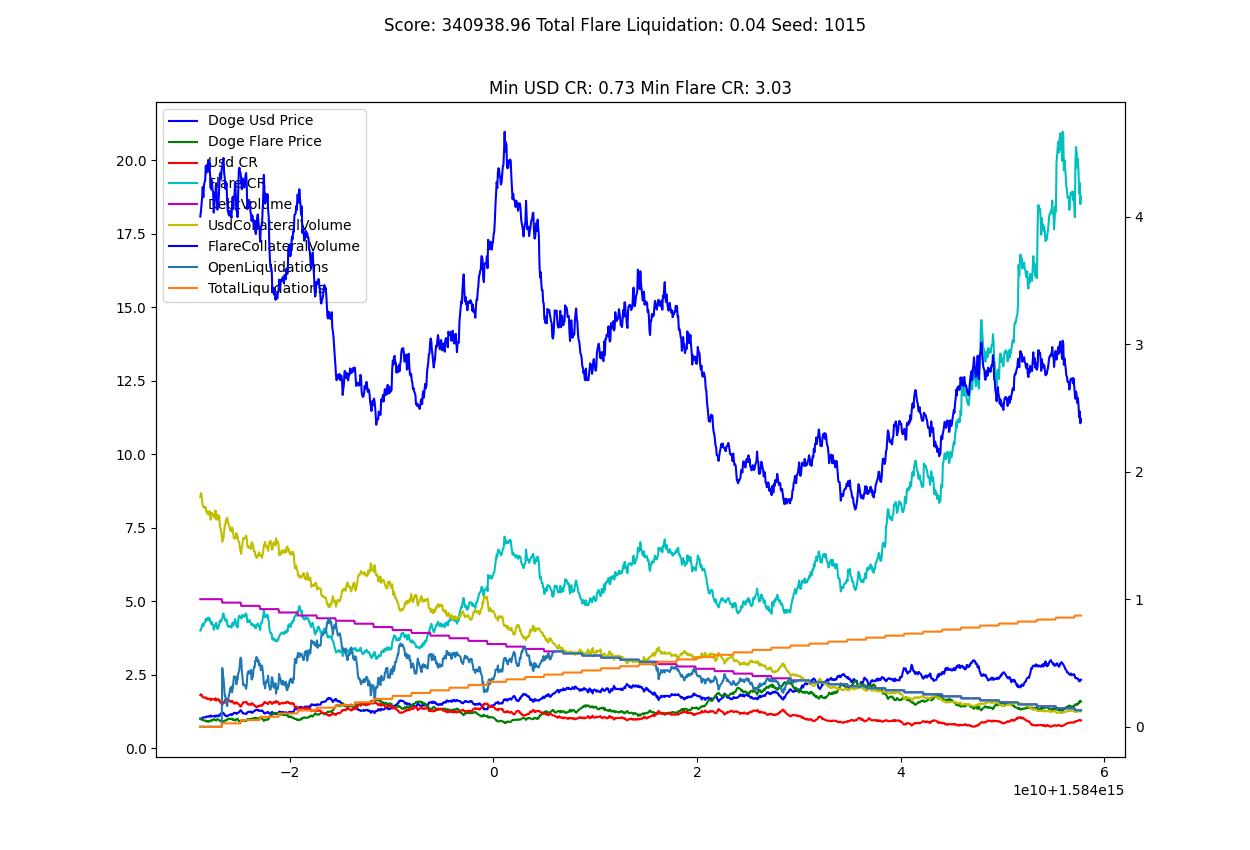 Score: 340938.96 Total Flare Liquidation: 0.04 Seed: 1015
Min USD CR: 0.73 Min Flare CR: 3.03
Doge Usd Price
Doge Flare Price
Usd CR
Flare CR
DebtVolume
UsdCollateralVolume
FlareCollateralVolume
OpenLiquidations
TotalLiquidations
20.0
17.5
15.0
12.5
10.0
7.5
5.0
2.5
0.0
4
3
2
1
0
−2
0
2
4
6
1e10+1.584e15